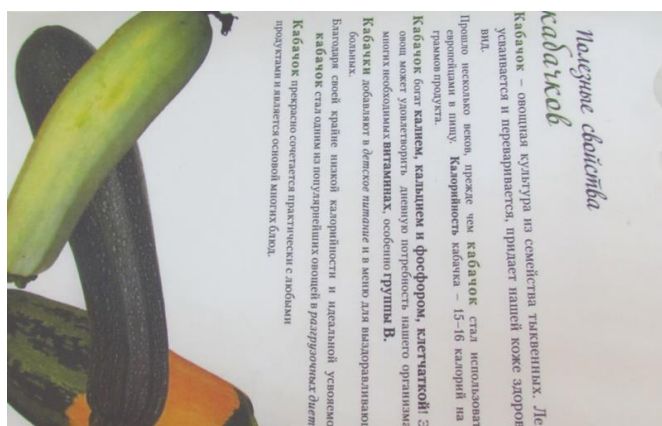 Полезные свойства
кабачков
Кабачок – овощная культура из семейства тыквенных. Ле
усваивается и переваривается, придает нашей коже здоров
вид.
Прошло несколько веков, прежде чем кабачок стал использоват
европейцами в пищу. Калорийность кабачка – 15–16 калорий на
граммов продукта.
Кабачок богат калием, кальцием и фосфором, клетчаткой! Э
овощ может удовлетворить дневную потребность нашего организма
многих необходимых витаминах, особенно группы В.
Кабачки добавляют в детское питание и в меню для выздоравливаю
больных.
Благодаря своей крайне низкой калорийности и идеальной усвояемо
кабачок стал одним из популярнейших овощей в разгрузочных диет
Кабачок прекрасно сочетается практически с любыми
продуктами и является основой многих блюд.